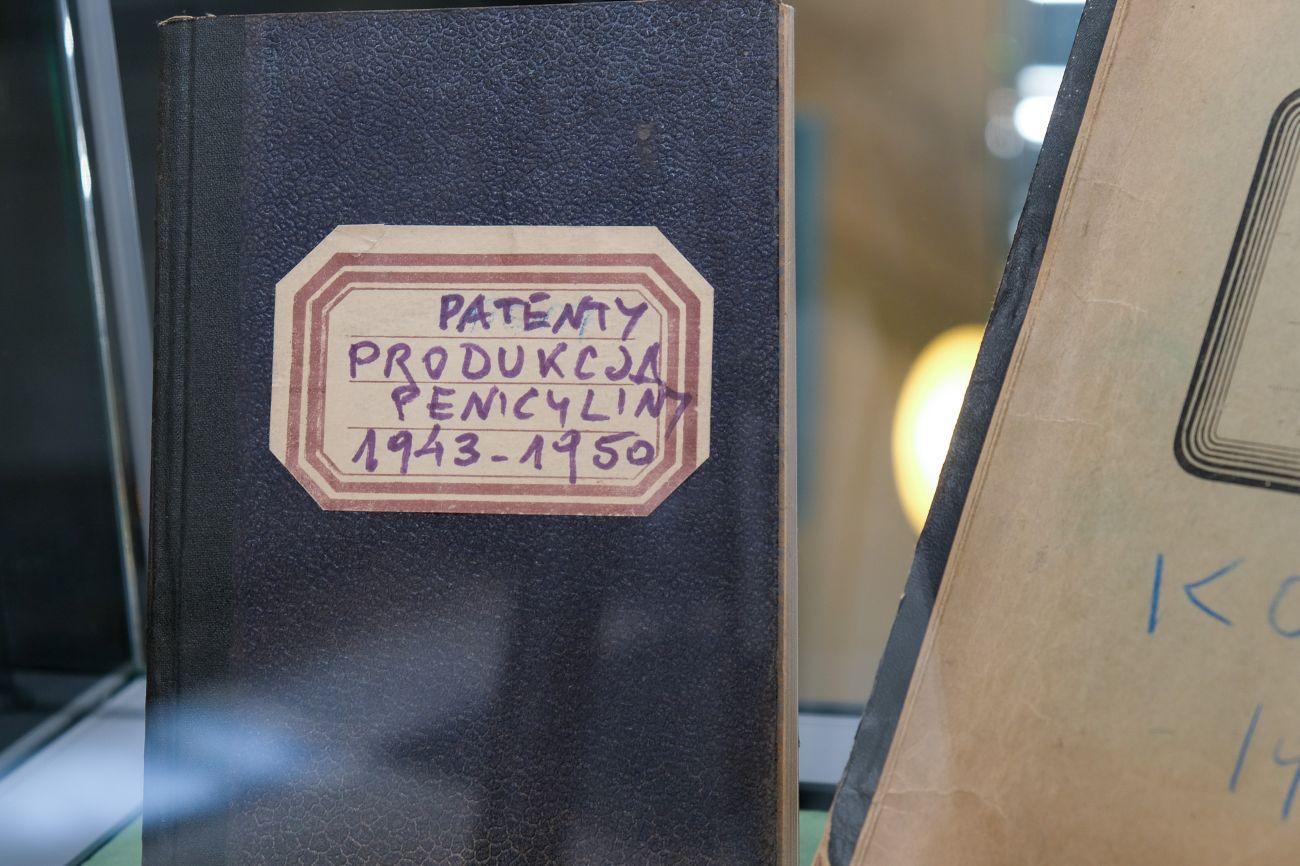 PATENTY
PRODUKCJA
PENICYLINY
1943-1950